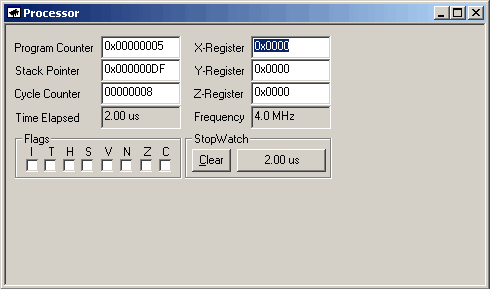 Processor
Program Counter 0x00000005 X-Register 0x0000
Stack Pointer 0x000000DF Y-Register 0x0000
Cycle Counter 00000008 Z-Register 0x0000
Time Elapsed 2.00 us Frequency 4.0 MHz
Flags StopWatch
I T H S V N Z C
Clear 2.00 us